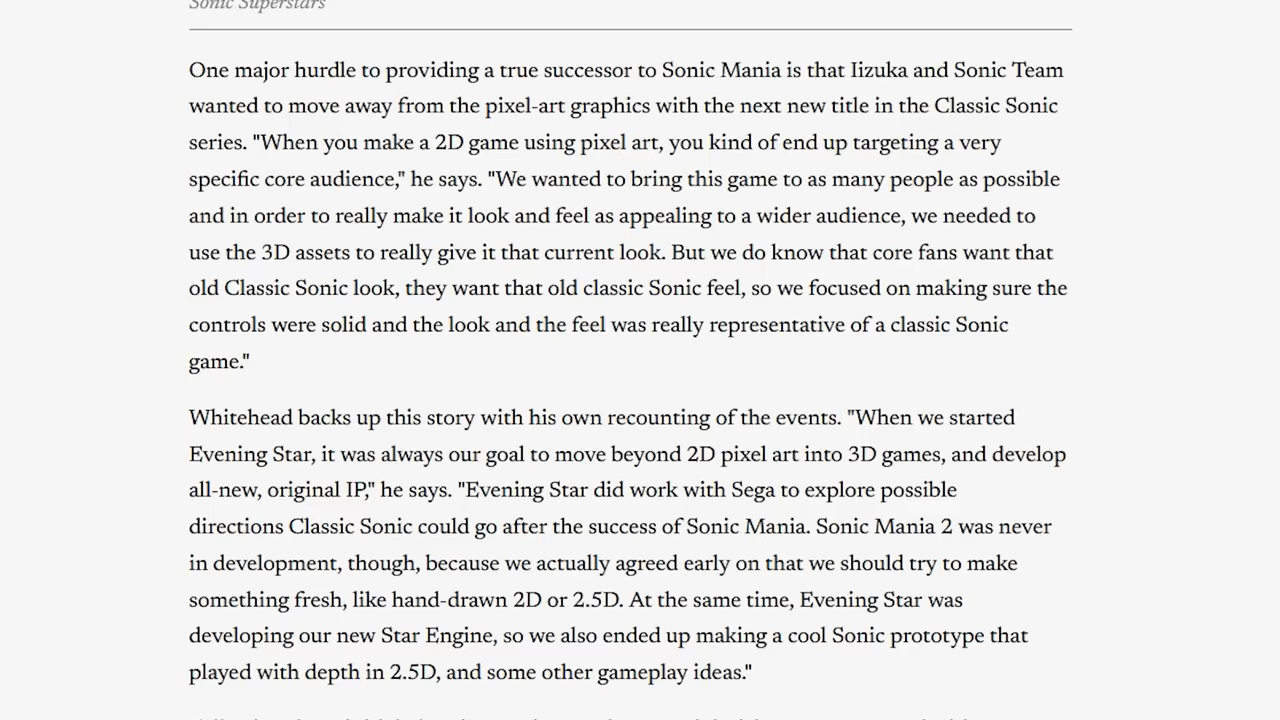 Sonic Superstars
One major hurdle to providing a true successor to Sonic Mania is that Iizuka and Sonic Team
wanted to move away from the pixel-art graphics with the next new title in the Classic Sonic
series. "When you make a 2D game using pixel art, you kind of end up targeting a very
specific core audience," he says. "We wanted to bring this game to as many people as possible
and in order to really make it look and feel as appealing to a wider audience, we needed to
use the 3D assets to really give it that current look. But we do know that core fans want that
old Classic Sonic look, they want that old classic Sonic feel, so we focused on making sure the
controls were solid and the look and the feel was really representative of a classic Sonic
game."
Whitehead backs up this story with his own recounting of the events. "When we started
Evening Star, it was always our goal to move beyond 2D pixel art into 3D games, and develop
all-new, original IP," he says. "Evening Star did work with Sega to explore possible
directions Classic Sonic could go after the success of Sonic Mania. Sonic Mania 2 was never
in development, though, because we actually agreed early on that we should try to make
something fresh, like hand-drawn 2D or 2.5D. At the same time, Evening Star was
developing our new Star Engine, so we also ended up making a cool Sonic prototype that
played with depth in 2.5D, and some other gameplay ideas."